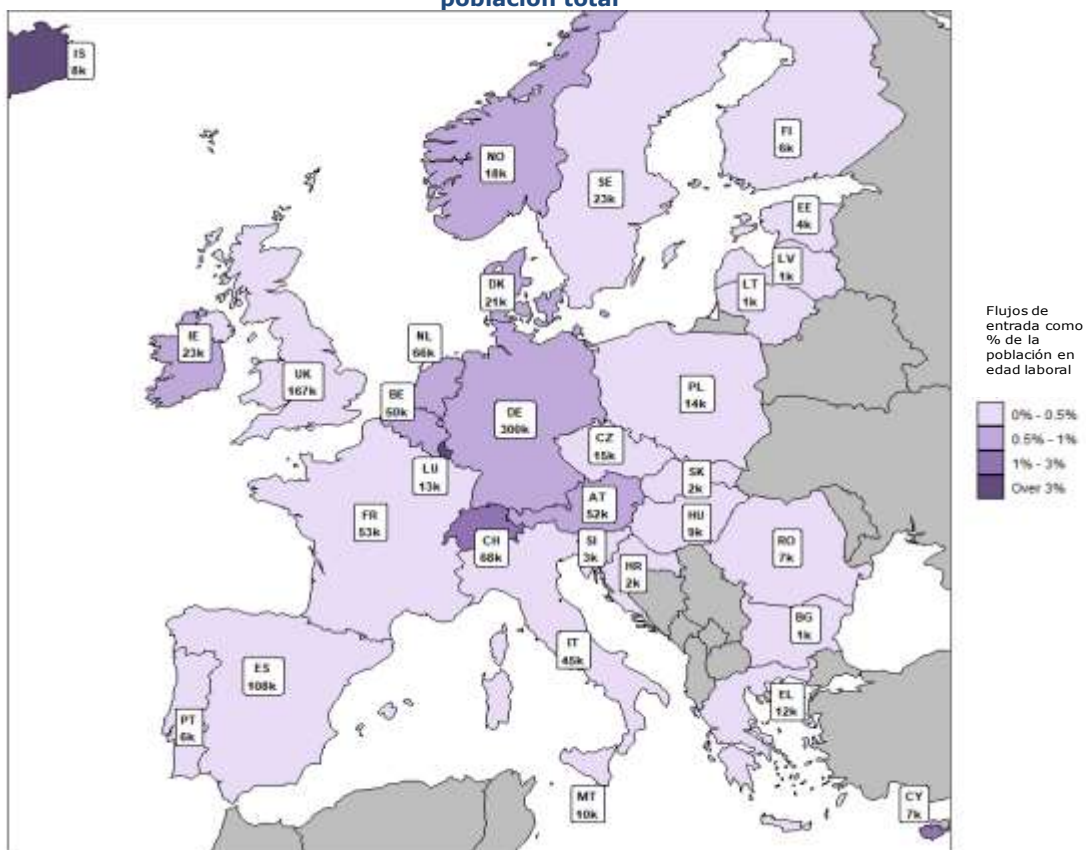 población total
IS
8k
FI
6k
NO
18k
SE
23k
EE
4k
LV
1k
LT
1k
DK
21k
IE
23k
NL
66k
UK
167k
BE
50k
PL
14k
DE
300k
CZ
15k
LU
13k
SK
2k
AT
52k
FR
53k
HU
9k
CH
68k
SI
3k
RO
7k
HR
2k
BG
1k
IT
45k
ES
108k
EL
12k
PT
6k
MT
10k
CY
7k
Flujos de
entrada como
% de la
población en
edad laboral
0% - 0.5%
0.5% - 1%
1% - 3%
Over 3%